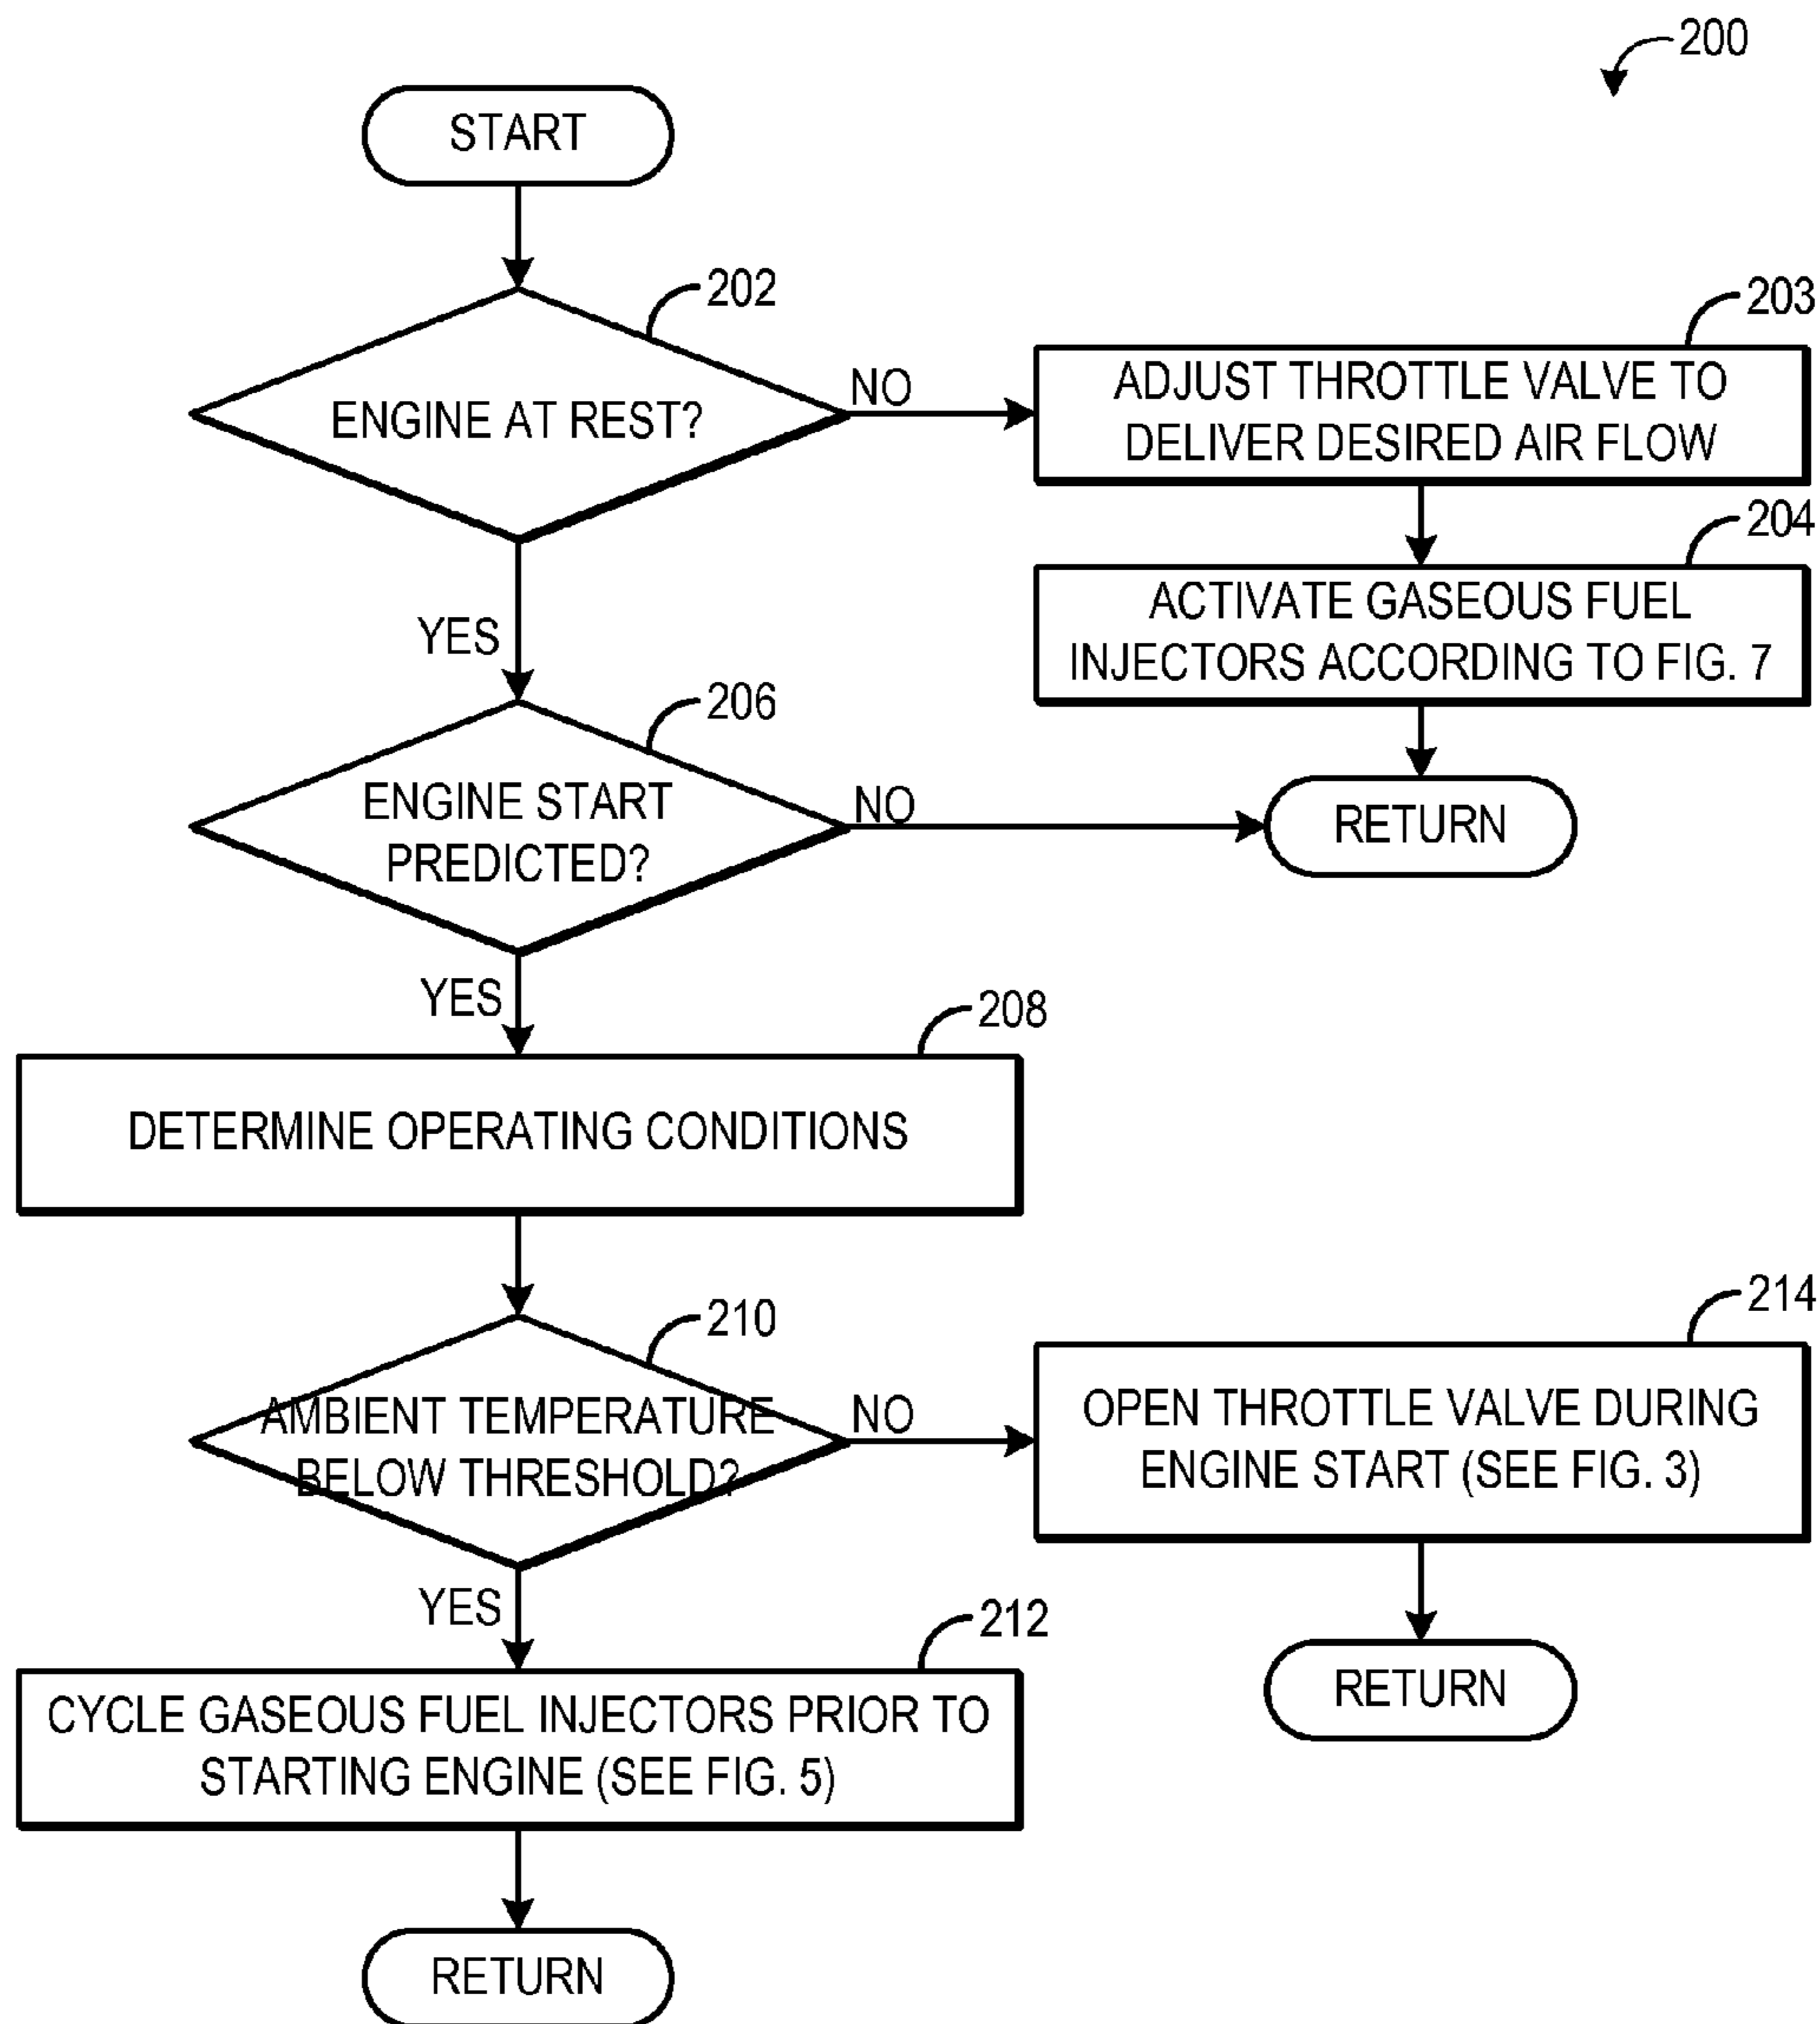 200
START
202
ENGINE AT REST?
NO
203
ADJUST THROTTLE VALVE TO
DELIVER DESIRED AIR FLOW
204
ACTIVATE GASEOUS FUEL
INJECTORS ACCORDING TO FIG. 7
YES
206
ENGINE START
PREDICTED?
NO
RETURN
YES
208
DETERMINE OPERATING CONDITIONS
210
AMBIENT TEMPERATURE
BELOW THRESHOLD?
NO
214
OPEN THROTTLE VALVE DURING
ENGINE START (SEE FIG. 3)
RETURN
YES
212
CYCLE GASEOUS FUEL INJECTORS PRIOR TO
STARTING ENGINE (SEE FIG. 5)
RETURN